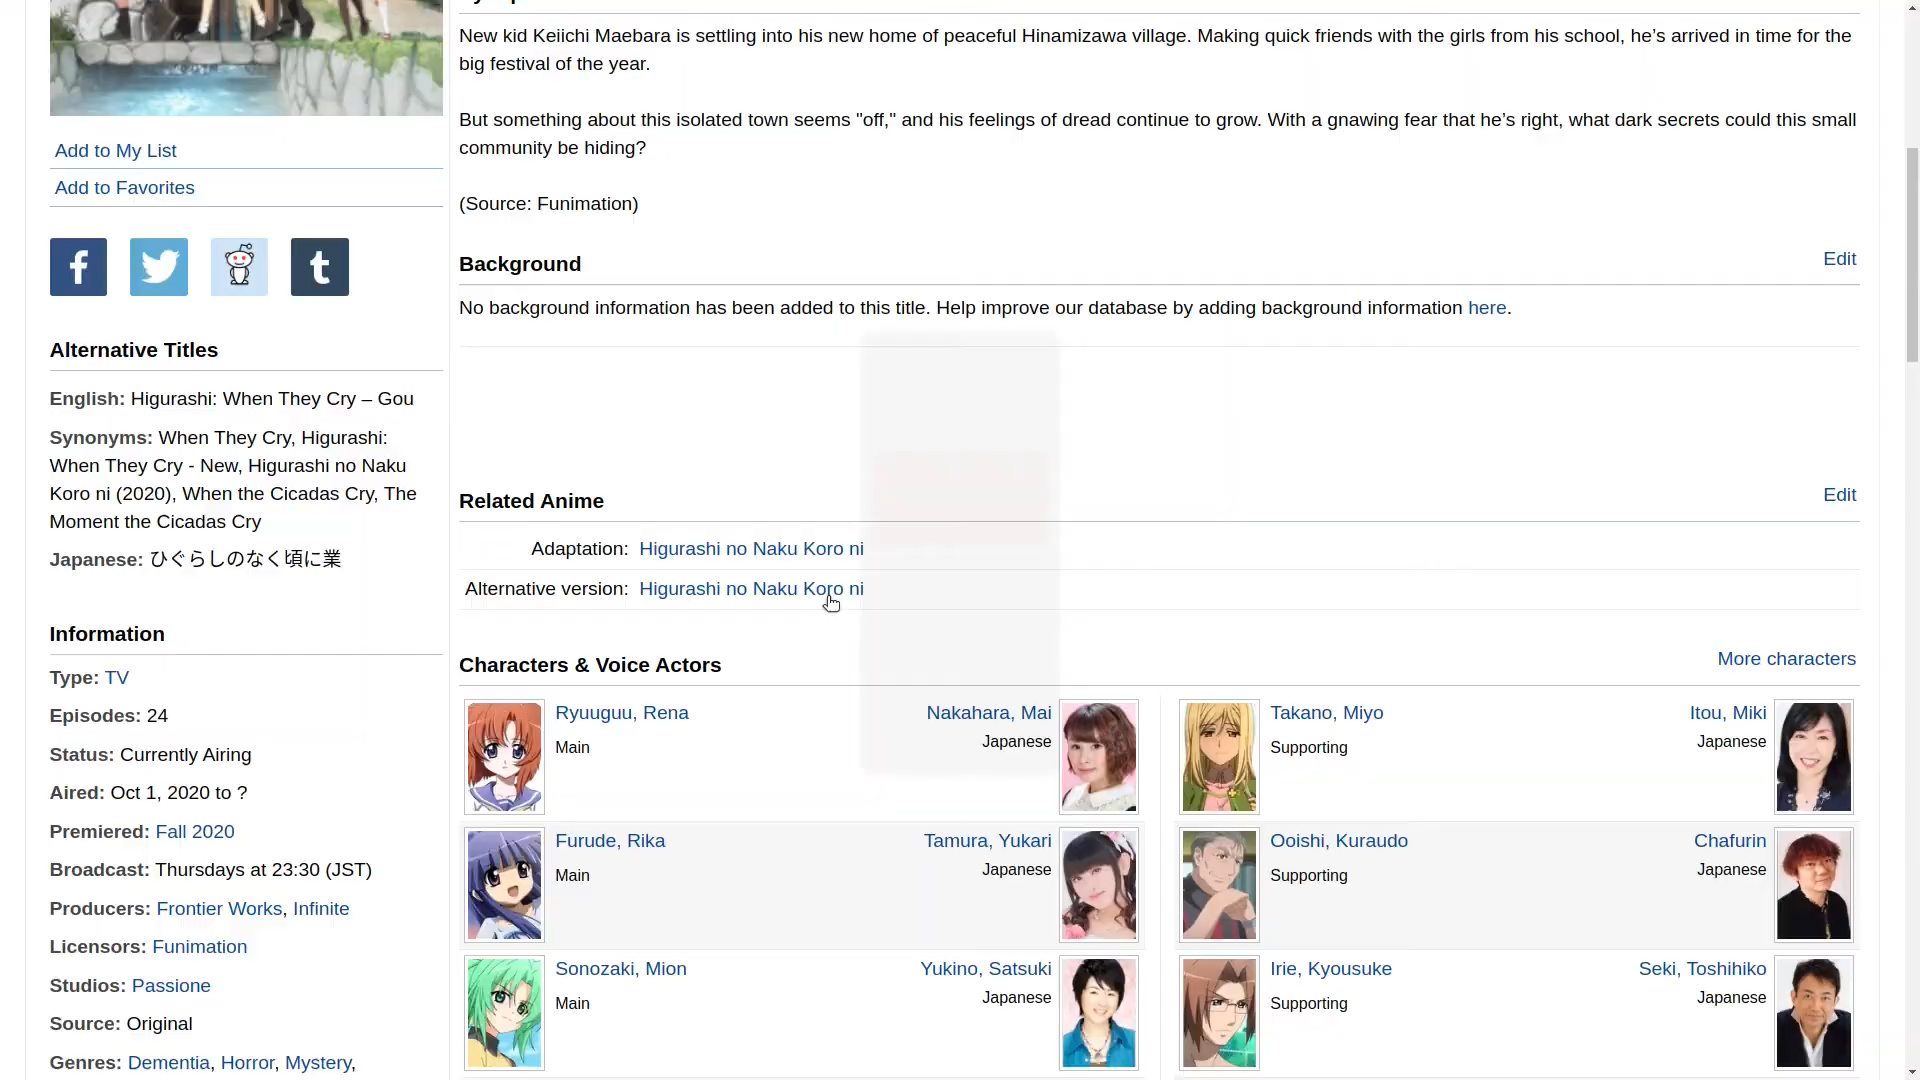 New kid Keiichi Maebara is settling into his new home of peaceful Hinamizawa village. Making quick friends with the girls from his school, he’s arrived in time for the
big festival of the year.
But something about this isolated town seems "off," and his feelings of dread continue to grow. With a gnawing fear that he’s right, what dark secrets could this small
community be hiding?
(Source: Funimation)
Background
Edit
No background information has been added to this title. Help improve our database by adding background information here.
Related Anime
Edit
Adaptation: Higurashi no Naku Koro ni
Alternative version: Higurashi no Naku Koro ni
Characters & Voice Actors
More characters
Ryuuguu, Rena
Main
Nakahara, Mai
Japanese
Takano, Miyo
Supporting
Itou, Miki
Japanese
Furude, Rika
Main
Tamura, Yukari
Japanese
Ooishi, Kuraudo
Supporting
Chafurin
Japanese
Sonozaki, Mion
Main
Yukino, Satsuki
Japanese
Irie, Kyousuke
Supporting
Seki, Toshihiko
Japanese
Add to My List
Add to Favorites
f
t
Alternative Titles
English: Higurashi: When They Cry – Gou
Synonyms: When They Cry, Higurashi:
When They Cry - New, Higurashi no Naku
Koro ni (2020), When the Cicadas Cry, The
Moment the Cicadas Cry
Japanese: ひぐらしのなく頃に業
Information
Type: TV
Episodes: 24
Status: Currently Airing
Aired: Oct 1, 2020 to ?
Premiered: Fall 2020
Broadcast: Thursdays at 23:30 (JST)
Producers: Frontier Works, Infinite
Licensors: Funimation
Studios: Passione
Source: Original
Genres: Dementia, Horror, Mystery,